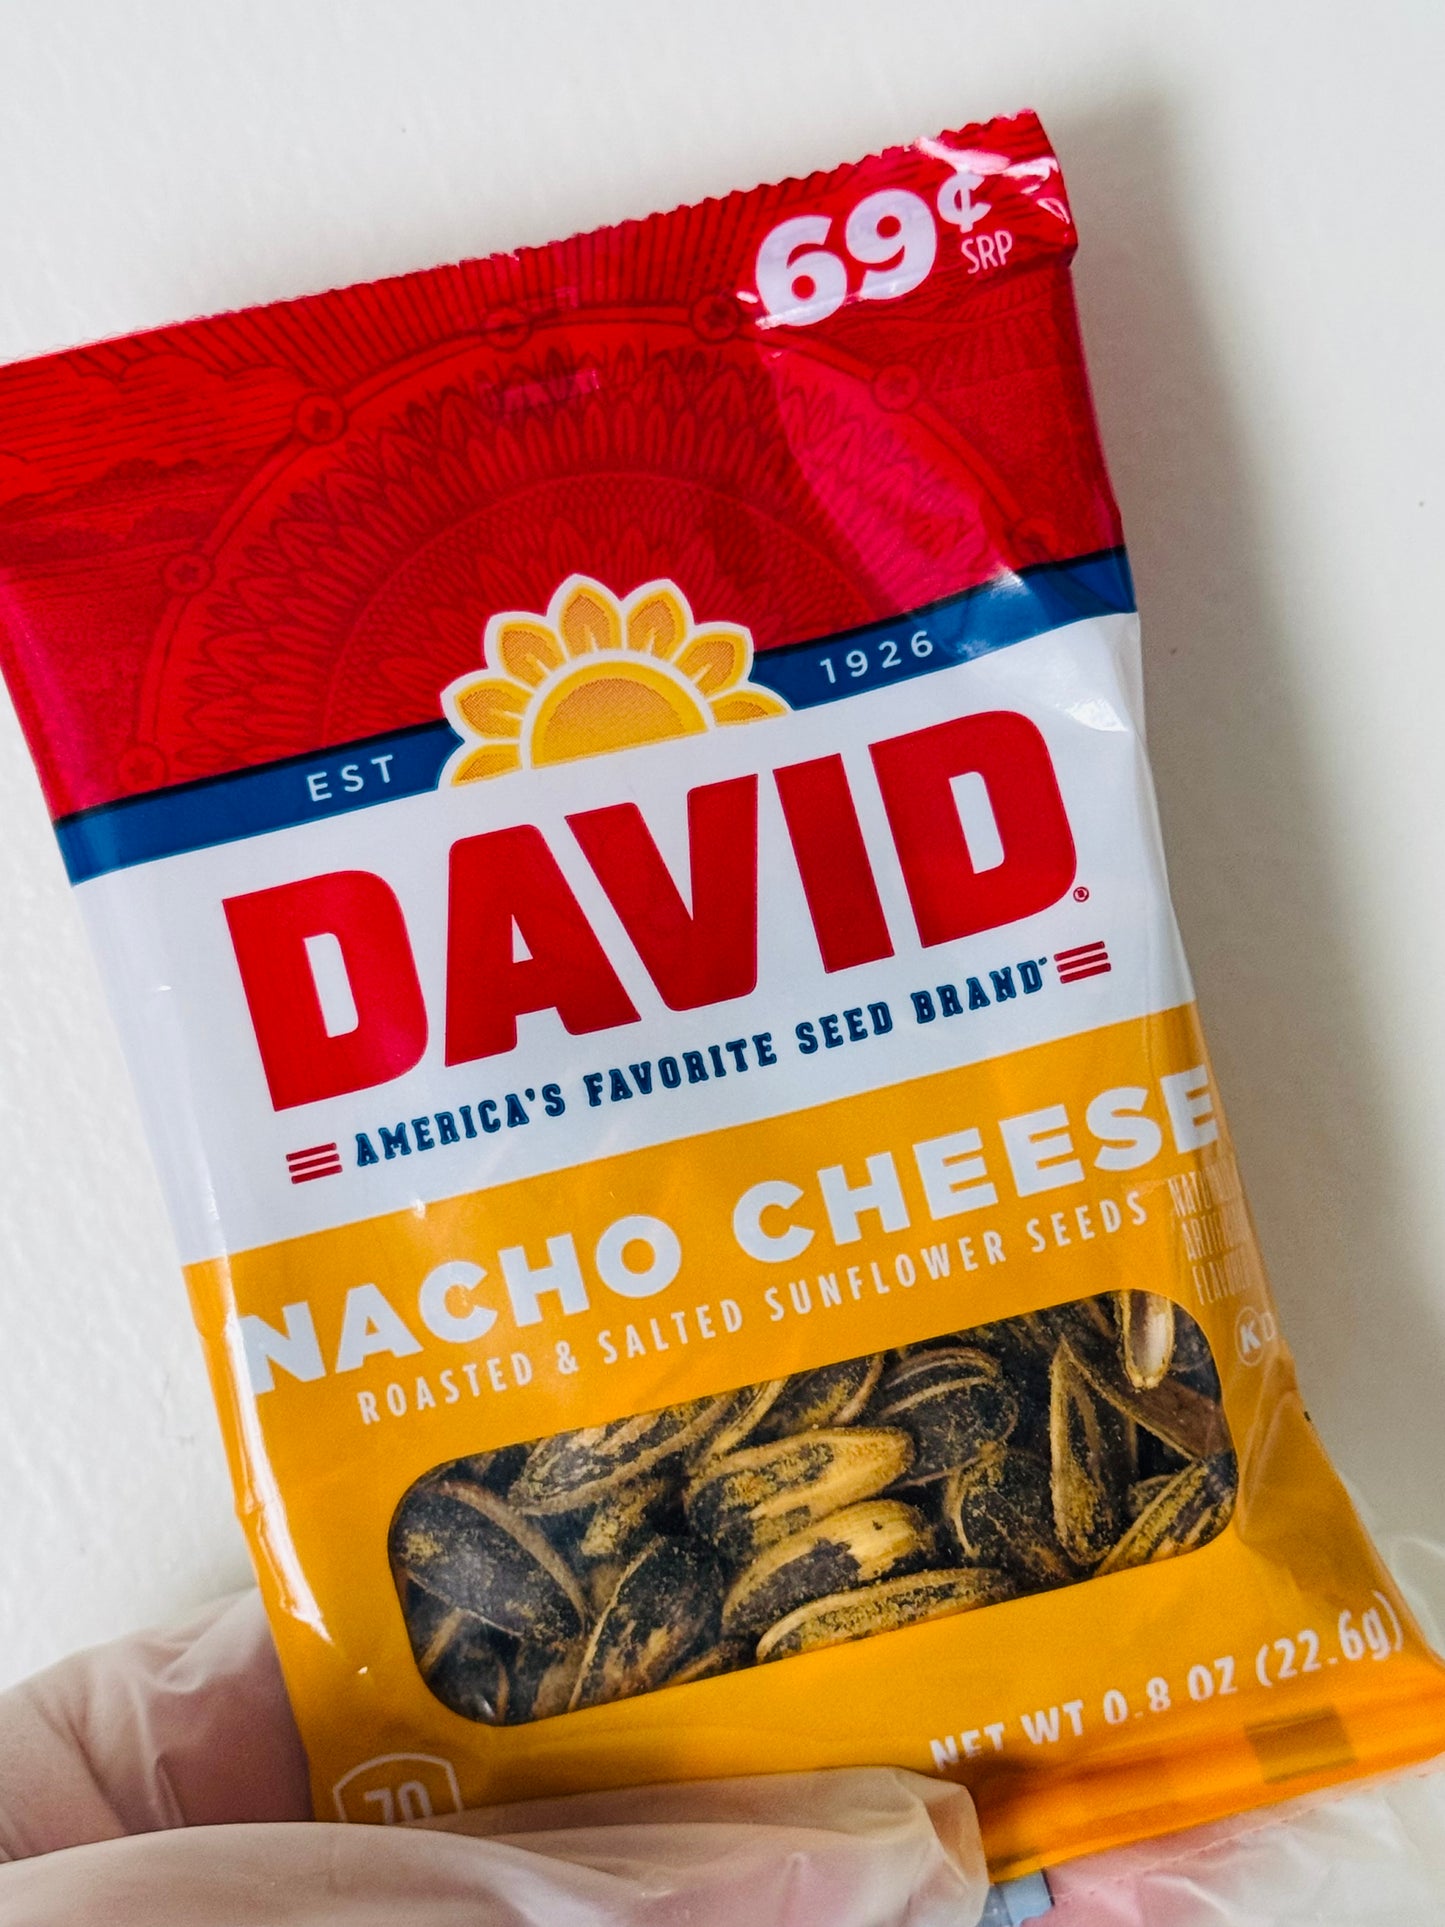 69¢
SRP
EST 1926
DAVID®
AMERICA'S FAVORITE SEED BRAND
NACHO CHEESE
ROASTED & SALTED SUNFLOWER SEEDS
K D
NET WT 0.8 OZ (22.6g)
70